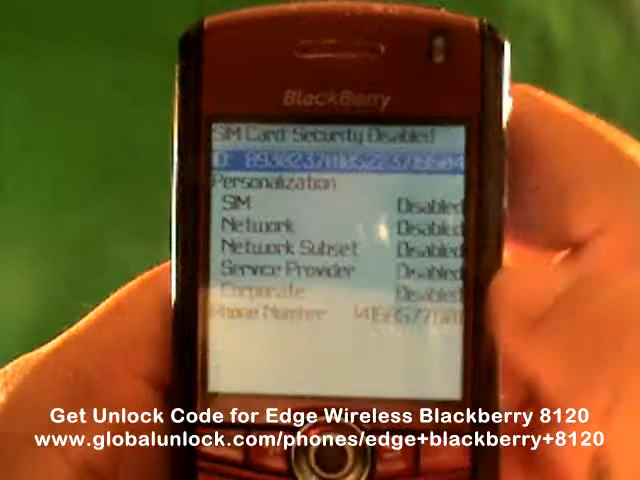 BlackBerry
SIM Card Security Disabled
ID:
Personalization
SIM Disabled
Network Disabled
Network Subset Disabled
Service Provider Disabled
Corporate Disabled
Phone Number
Get Unlock Code for Edge Wireless Blackberry 8120
www.globalunlock.com/phones/edge+blackberry+8120